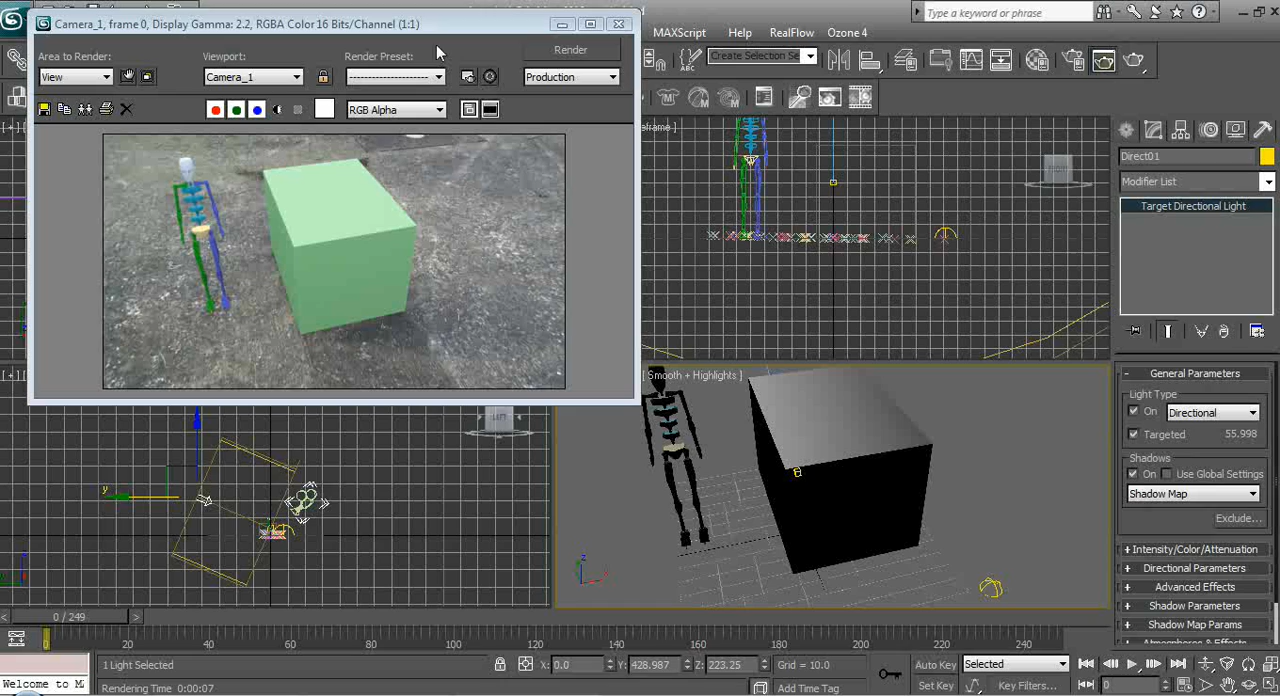 Camera_1, frame 0, Display Gamma: 2.2, RGBA Color 16 Bits/Channel (1:1)
Type a keyword or phrase
MAXScript Help RealFlow Ozone 4
Area to Render: Viewport: Render Preset: Render
View Camera_1 Production
Create Selection Se
RGB Alpha
Direct01
Modifier List
Target Directional Light
[ Smooth + Highlights ]
General Parameters
Light Type
On Directional
Targeted 55.998
Shadows
On Use Global Settings
Shadow Map
Exclude...
Intensity/Color/Attenuation
Directional Parameters
Advanced Effects
Shadow Parameters
Shadow Map Params
LEFT
y
z
0 / 249
0 20 40 60 80 100 120 140 160 180 200 220 240
1 Light Selected X: 0.0 Y: 428.987 Z: 223.25 Grid = 10.0 Auto Key Selected
Welcome to M Rendering Time 0:00:07 Add Time Tag Set Key Key Filters... 0